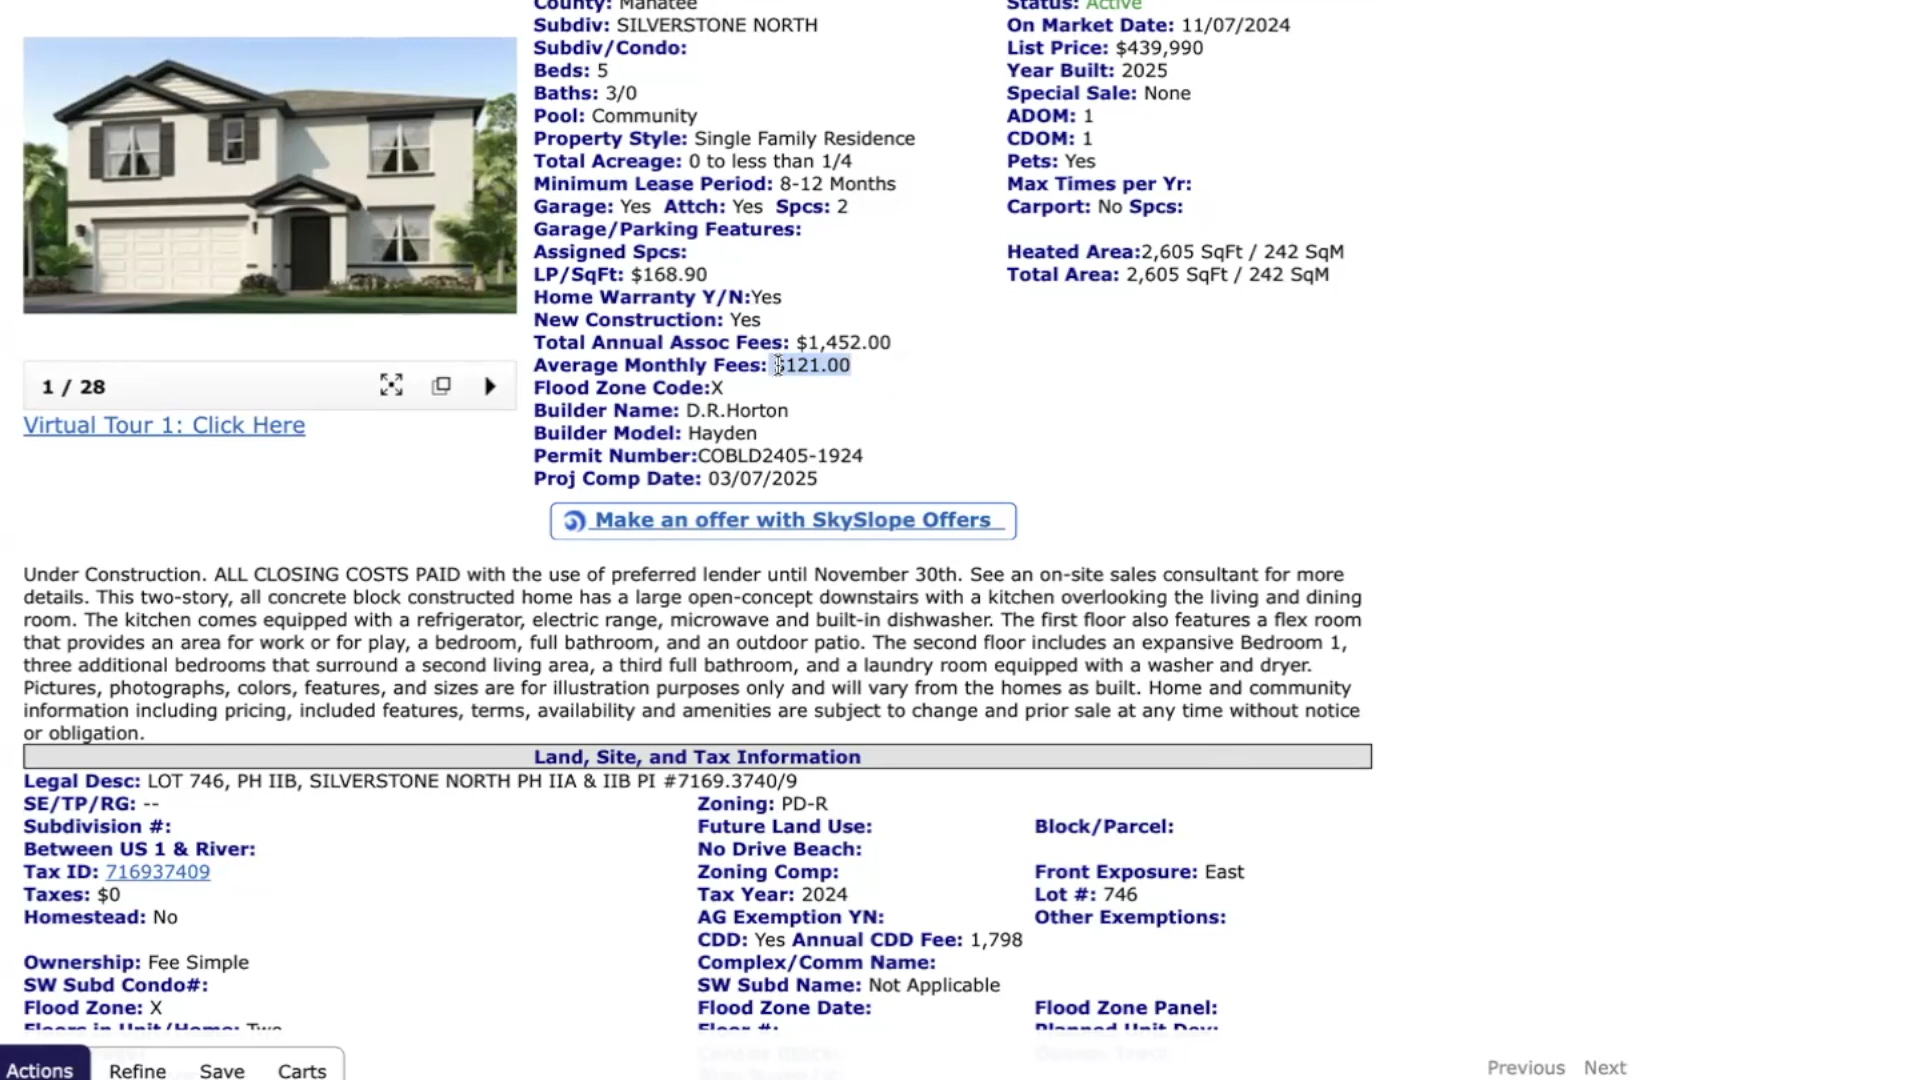 County: Manatee
Status: Active
Subdiv: SILVERSTONE NORTH
On Market Date: 11/07/2024
Subdiv/Condo:
List Price: $439,990
Beds: 5
Year Built: 2025
Baths: 3/0
Special Sale: None
Pool: Community
ADOM: 1
Property Style: Single Family Residence
CDOM: 1
Total Acreage: 0 to less than 1/4
Pets: Yes
Minimum Lease Period: 8-12 Months
Max Times per Yr:
Garage: Yes Attch: Yes Spcs: 2
Carport: No Spcs:
Garage/Parking Features:
Assigned Spcs:
Heated Area:2,605 SqFt / 242 SqM
LP/SqFt: $168.90
Total Area: 2,605 SqFt / 242 SqM
Home Warranty Y/N:Yes
New Construction: Yes
Total Annual Assoc Fees: $1,452.00
Average Monthly Fees: $121.00
Flood Zone Code:X
Builder Name: D.R.Horton
Builder Model: Hayden
Permit Number:COBLD2405-1924
Proj Comp Date: 03/07/2025
1 / 28
Virtual Tour 1: Click Here
Make an offer with SkySlope Offers
Under Construction. ALL CLOSING COSTS PAID with the use of preferred lender until November 30th. See an on-site sales consultant for more
details. This two-story, all concrete block constructed home has a large open-concept downstairs with a kitchen overlooking the living and dining
room. The kitchen comes equipped with a refrigerator, electric range, microwave and built-in dishwasher. The first floor also features a flex room
that provides an area for work or for play, a bedroom, full bathroom, and an outdoor patio. The second floor includes an expansive Bedroom 1,
three additional bedrooms that surround a second living area, a third full bathroom, and a laundry room equipped with a washer and dryer.
Pictures, photographs, colors, features, and sizes are for illustration purposes only and will vary from the homes as built. Home and community
information including pricing, included features, terms, availability and amenities are subject to change and prior sale at any time without notice
or obligation.
Land, Site, and Tax Information
Legal Desc: LOT 746, PH IIB, SILVERSTONE NORTH PH IIA & IIB PI #7169.3740/9
SE/TP/RG: --
Zoning: PD-R
Subdivision #:
Future Land Use:
Block/Parcel:
Between US 1 & River:
No Drive Beach:
Tax ID: 716937409
Zoning Comp:
Front Exposure: East
Taxes: $0
Tax Year: 2024
Lot #: 746
Homestead: No
AG Exemption YN:
Other Exemptions:
CDD: Yes Annual CDD Fee: 1,798
Ownership: Fee Simple
Complex/Comm Name:
SW Subd Condo#:
SW Subd Name: Not Applicable
Flood Zone: X
Flood Zone Date:
Flood Zone Panel:
Floors in Unit/Home: Two
Floor #:
Planned Unit Dev:
Actions
Refine
Save
Carts
Previous
Next